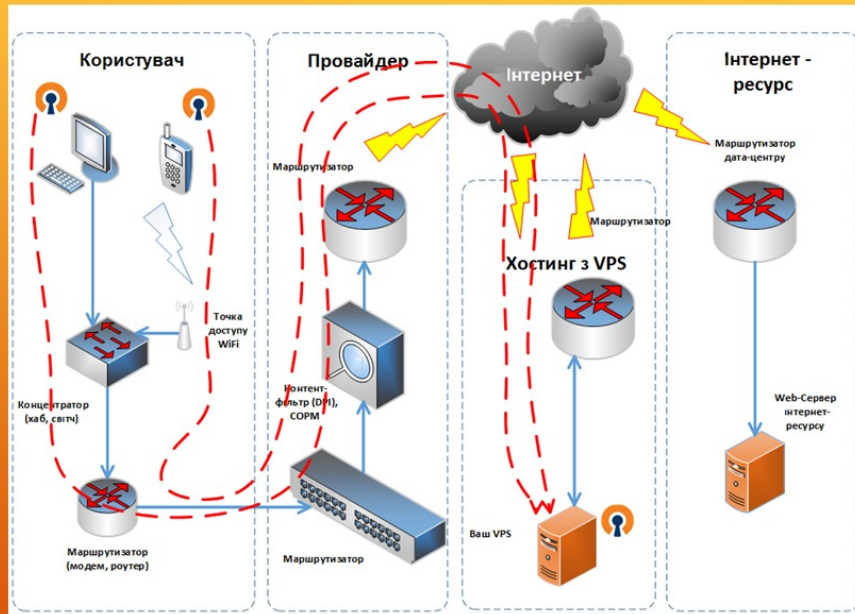 Користувач
Провайдер
Інтернет
Інтернет -
ресурс
Маршрутизатор
Маршрутизатор
дата-центру
Маршрутизатор
Хостинг з VPS
Точка
доступу
WiFi
Концентратор
(хаб, світч)
Контент-
фільтр (DPI),
СОРМ
Web-Сервер
інтернет-
ресурсу
Маршрутизатор
(модем, роутер)
Маршрутизатор
Ваш VPS